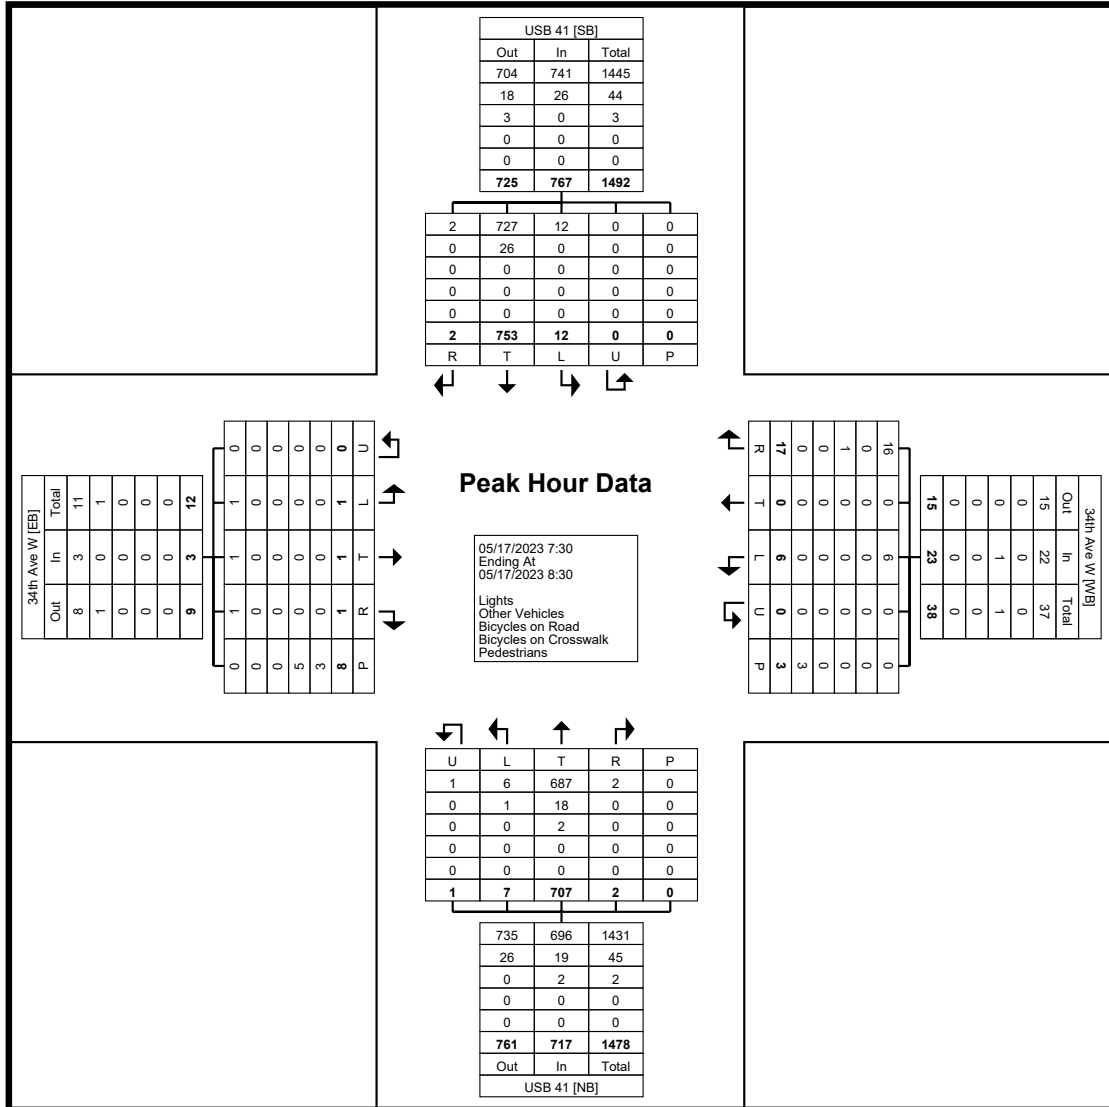 USB 41 [SB]
Out In Total
704 741 1445
18 26 44
3 0 3
0 0 0
0 0 0
725 767 1492
2 727 12 0 0
0 26 0 0 0
0 0 0 0 0
0 0 0 0 0
0 0 0 0 0
2 753 12 0 0
R T L U P
34th Ave W [EB]
Total 11 1 0 0 0 12
In 3 0 0 0 0 3
Out 8 1 0 0 0 9
0 0 0 0 0 0 U
1 0 0 0 0 1 L
1 0 0 0 0 1 T
1 0 0 0 0 1 R
0 0 0 5 3 8 P
Peak Hour Data
05/17/2023 7:30
Ending At
05/17/2023 8:30
Lights
Other Vehicles
Bicycles on Road
Bicycles on Crosswalk
Pedestrians
R 17 0 0 1 0 16
T 0 0 0 0 0 0
L 6 0 0 0 0 6
U 0 0 0 0 0 0
P 3 3 0 0 0 0
34th Ave W [WB]
15 0 0 0 0 15 Out
23 0 0 1 0 22 In
38 0 0 1 0 37 Total
U L T R P
1 6 687 2 0
0 1 18 0 0
0 0 2 0 0
0 0 0 0 0
0 0 0 0 0
1 7 707 2 0
735 696 1431
26 19 45
0 2 2
0 0 0
0 0 0
761 717 1478
Out In Total
USB 41 [NB]